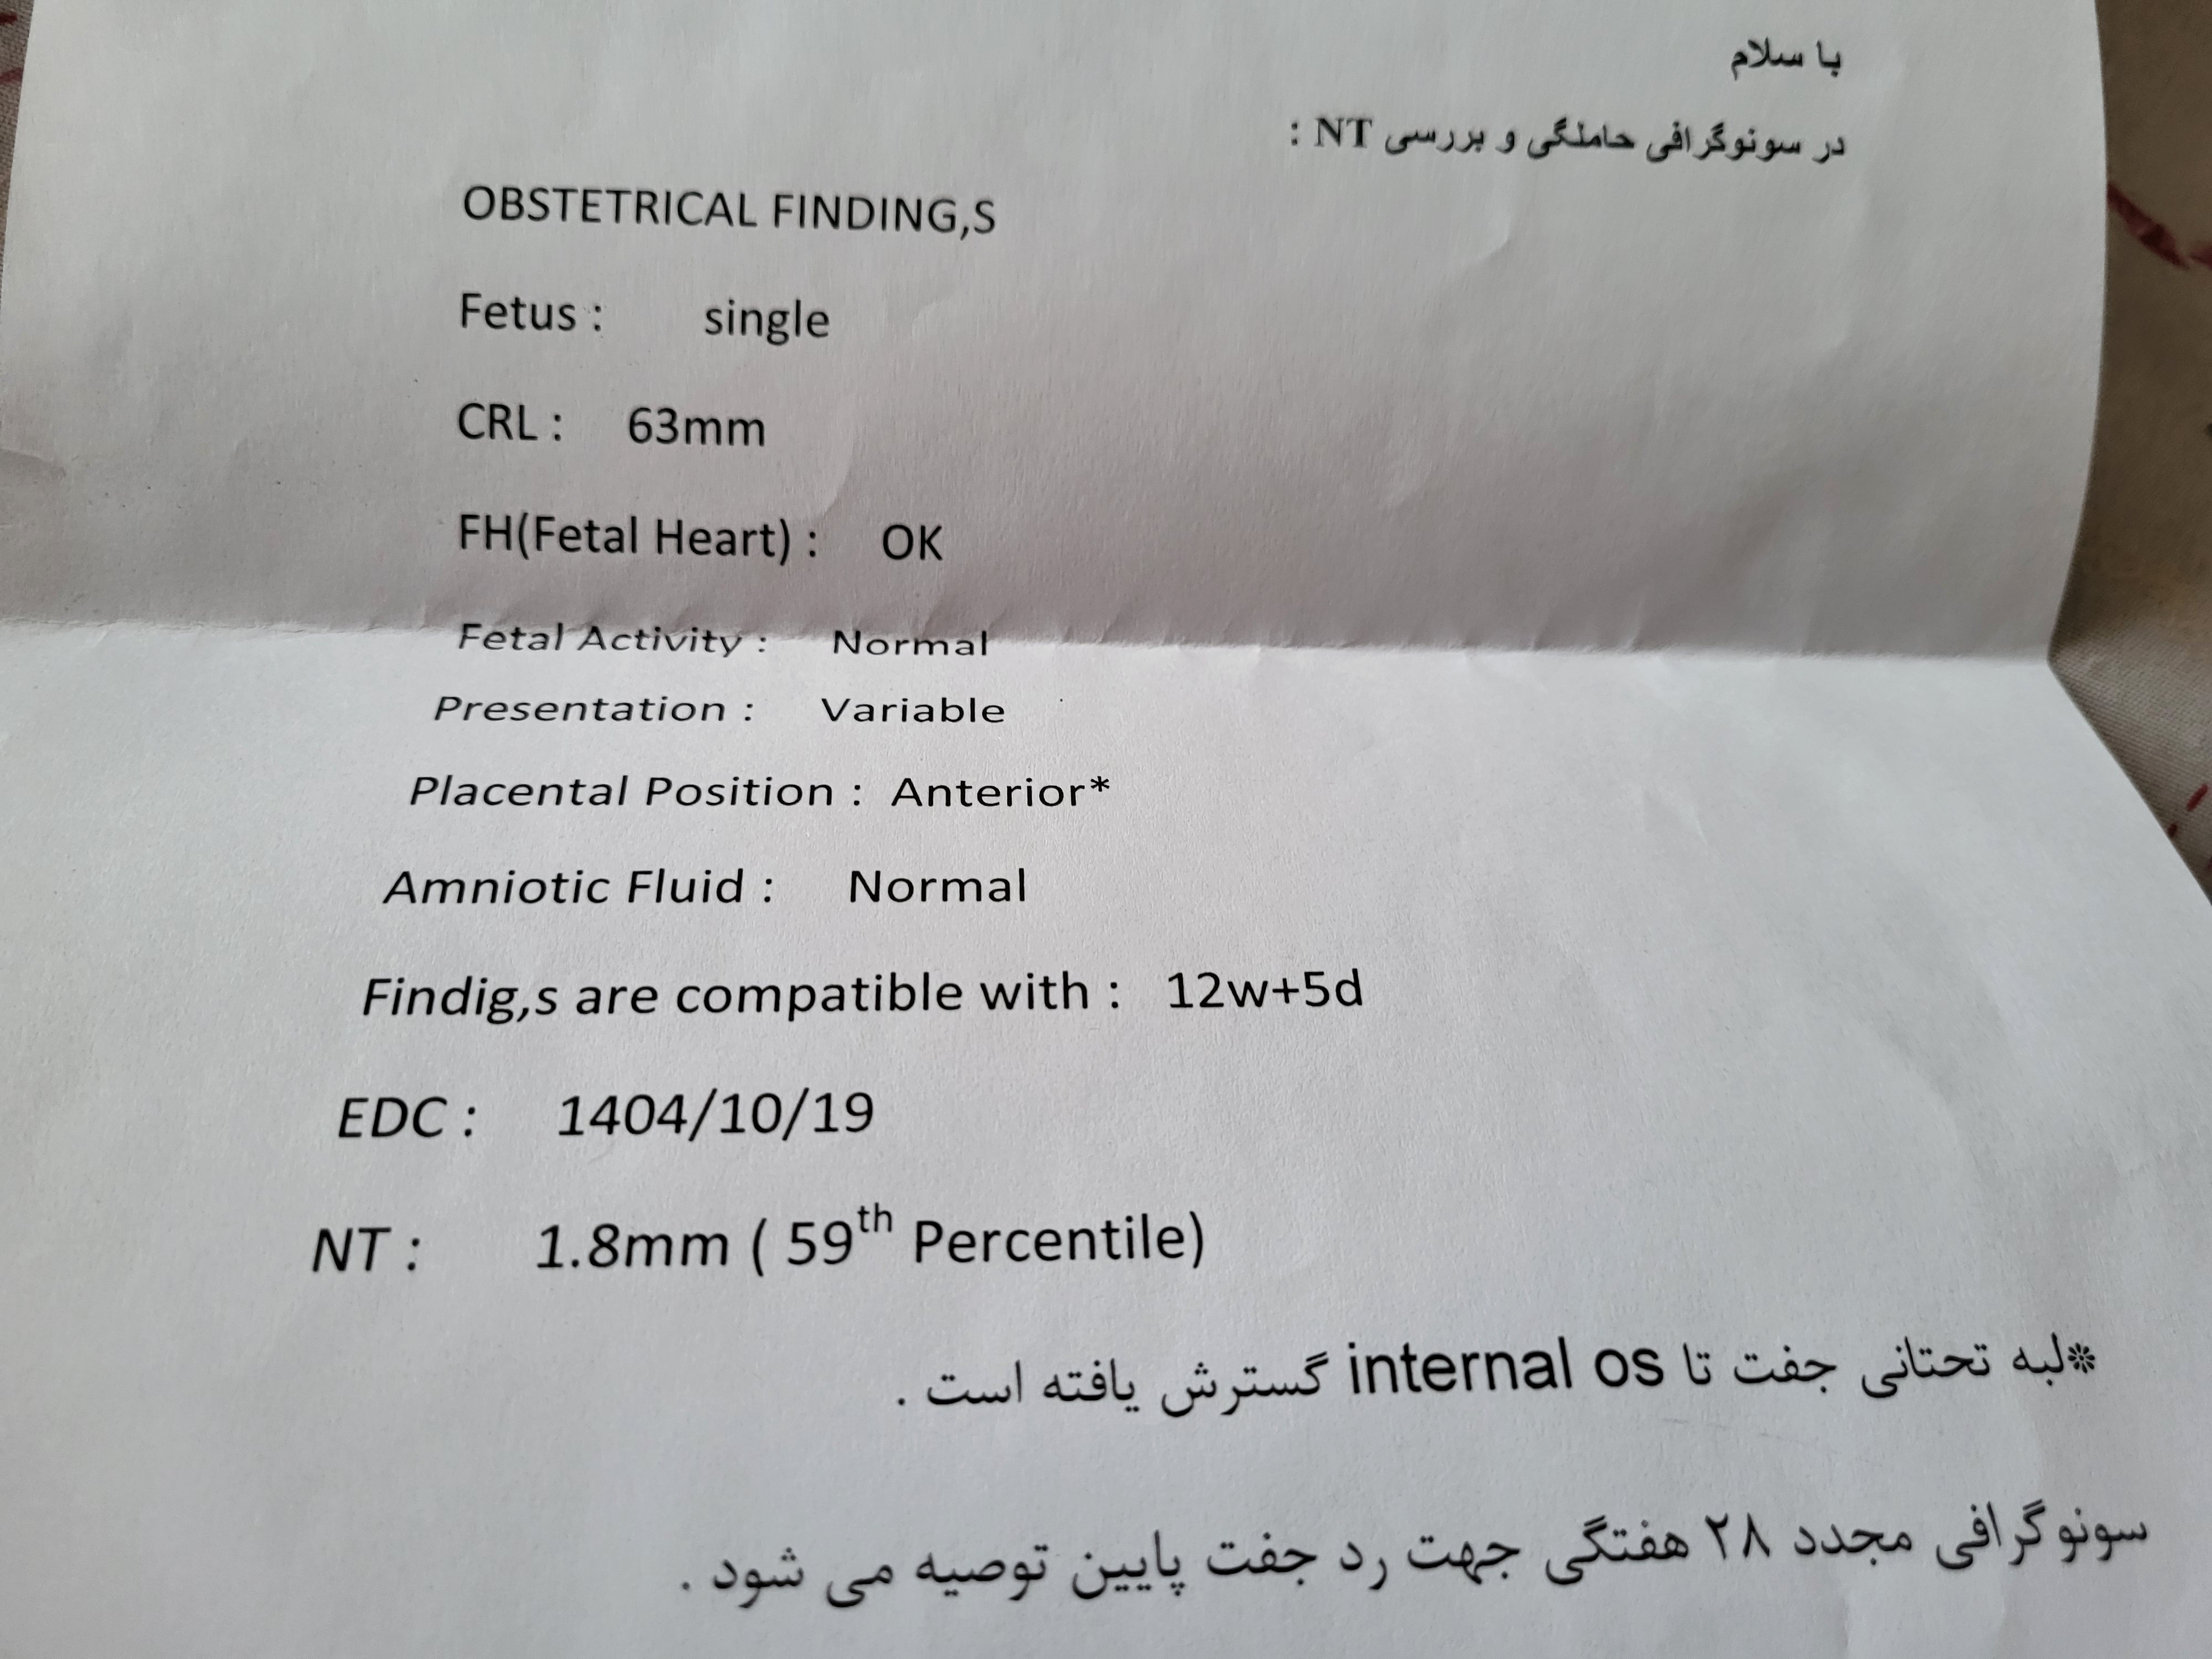 با سلام
در سونوگرافی حاملگی و بررسی NT :
OBSTETRICAL FINDING,S
Fetus : single
CRL : 63mm
FH(Fetal Heart) : OK
Fetal Activity : Normal
Presentation : Variable
Placental Position : Anterior*
Amniotic Fluid : Normal
Findig,s are compatible with : 12w+5d
EDC : 1404/10/19
NT : 1.8mm ( 59th Percentile)
*لبه تحتانی جفت تا internal os گسترش یافته است .
سونوگرافی مجدد ۲۸ هفتگی جهت رد جفت پایین توصیه می شود .